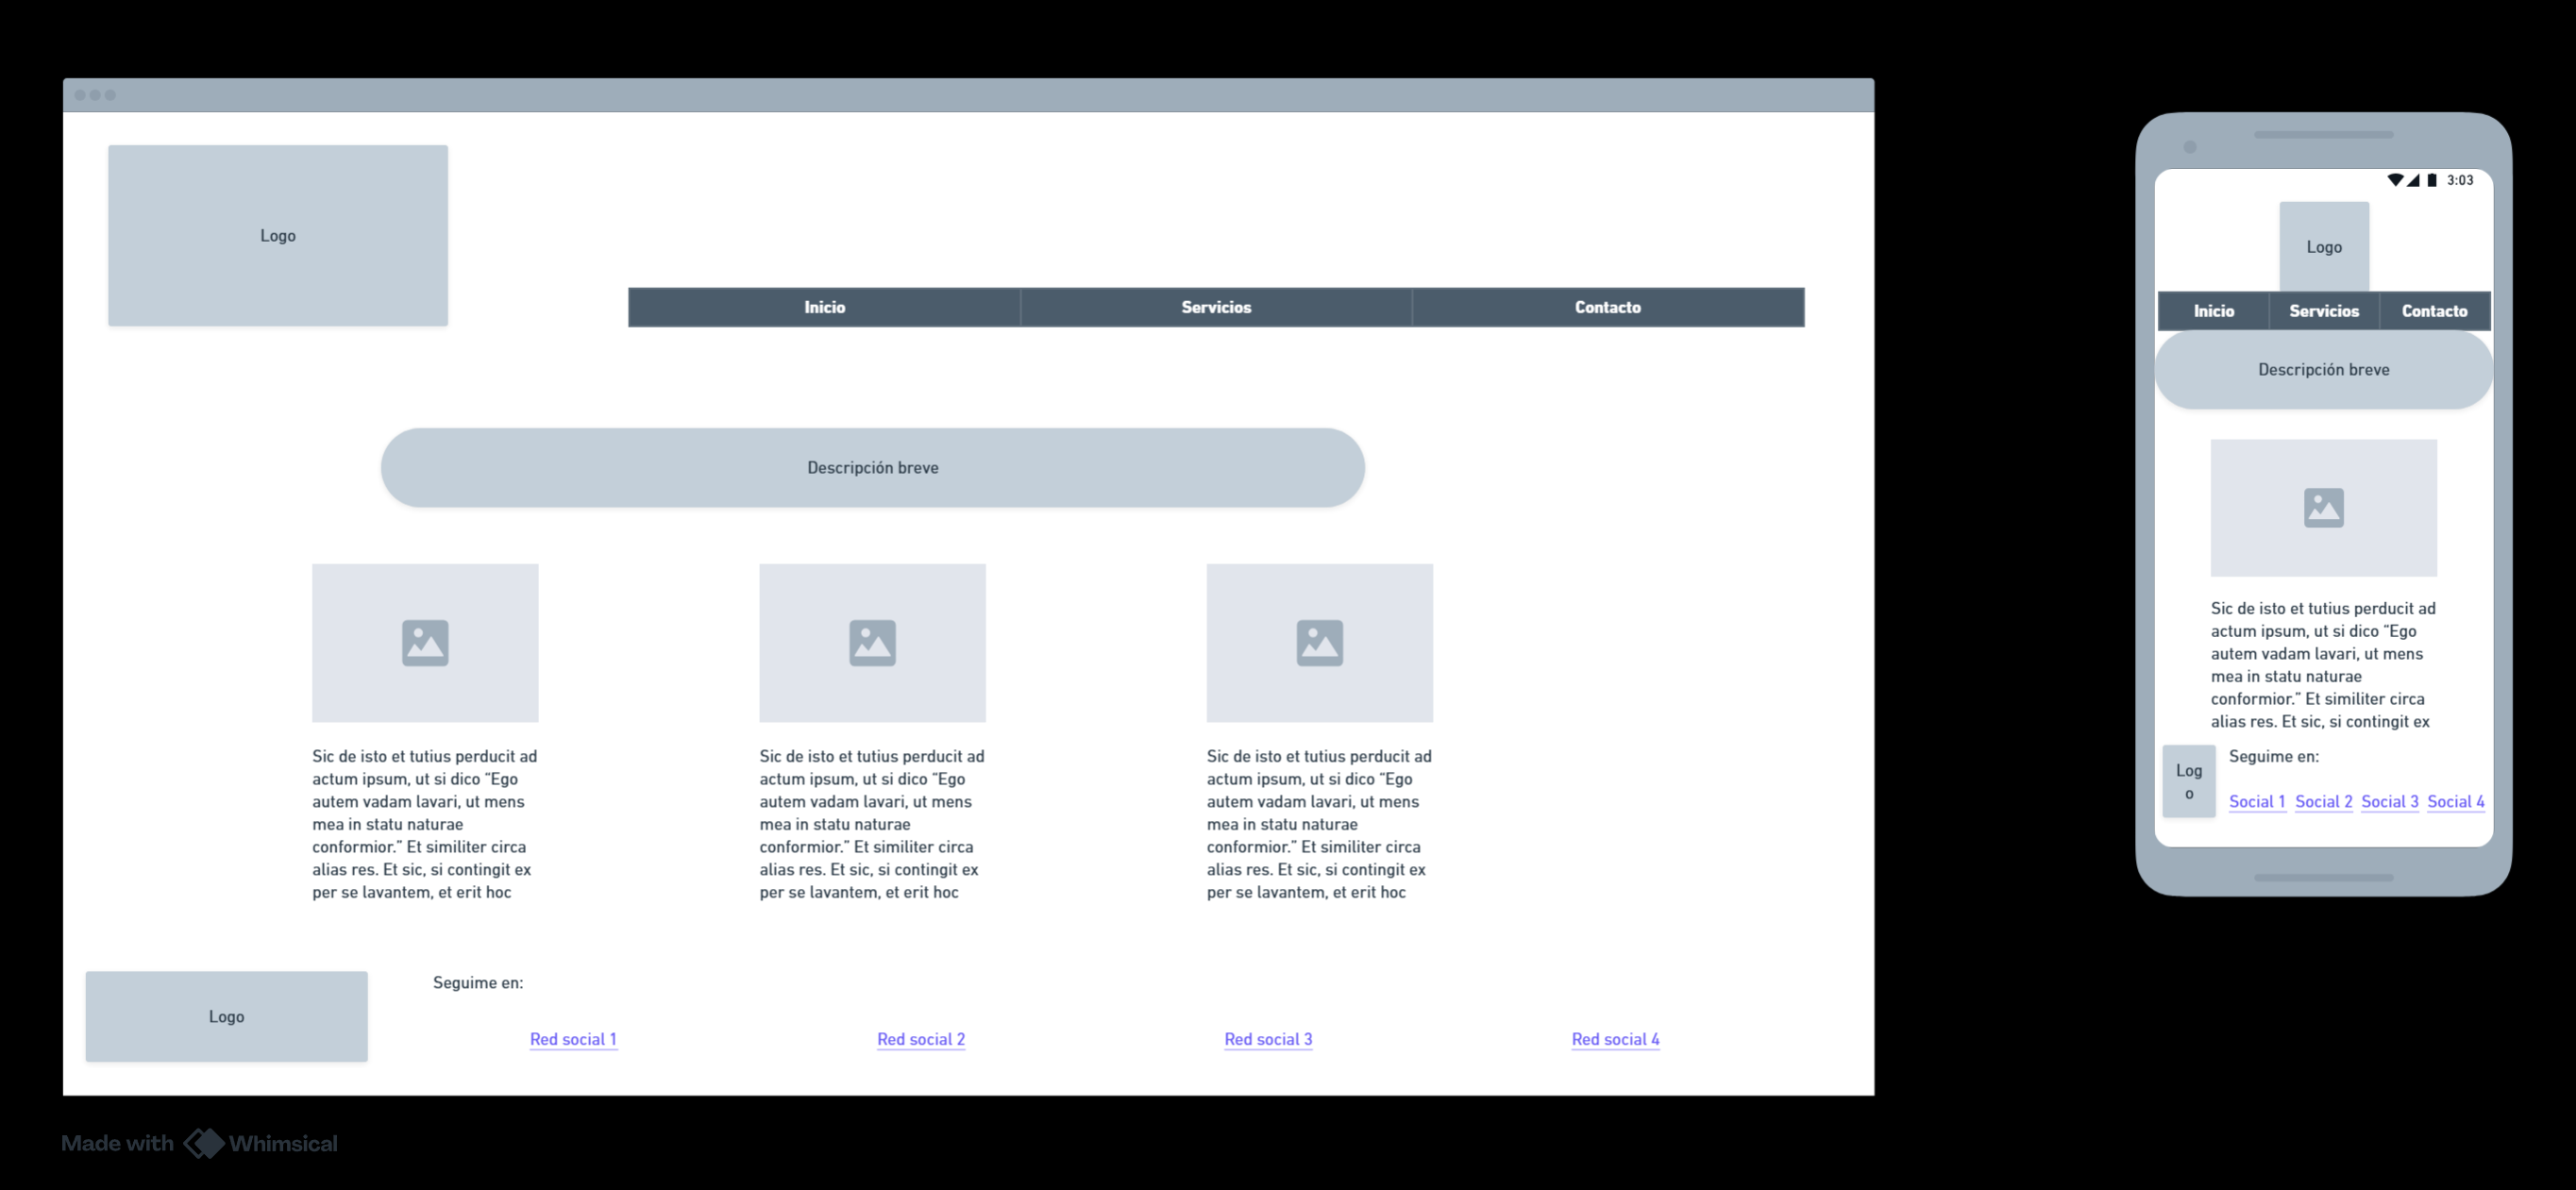 Logo
Inicio
Servicios
Contacto
Descripción breve
Sic de isto et tutius perducit ad
actum ipsum, ut si dico “Ego
autem vadam lavari, ut mens
mea in statu naturae
conformior.” Et similiter circa
alias res. Et sic, si contingit ex
per se lavantem, et erit hoc
Sic de isto et tutius perducit ad
actum ipsum, ut si dico “Ego
autem vadam lavari, ut mens
mea in statu naturae
conformior.” Et similiter circa
alias res. Et sic, si contingit ex
per se lavantem, et erit hoc
Sic de isto et tutius perducit ad
actum ipsum, ut si dico “Ego
autem vadam lavari, ut mens
mea in statu naturae
conformior.” Et similiter circa
alias res. Et sic, si contingit ex
per se lavantem, et erit hoc
Logo
Seguime en:
Red social 1
Red social 2
Red social 3
Red social 4
3:03
Logo
Inicio
Servicios
Contacto
Descripción breve
Sic de isto et tutius perducit ad
actum ipsum, ut si dico “Ego
autem vadam lavari, ut mens
mea in statu naturae
conformior.” Et similiter circa
alias res. Et sic, si contingit ex
Log
o
Seguime en:
Social 1
Social 2
Social 3
Social 4
Made with Whimsical